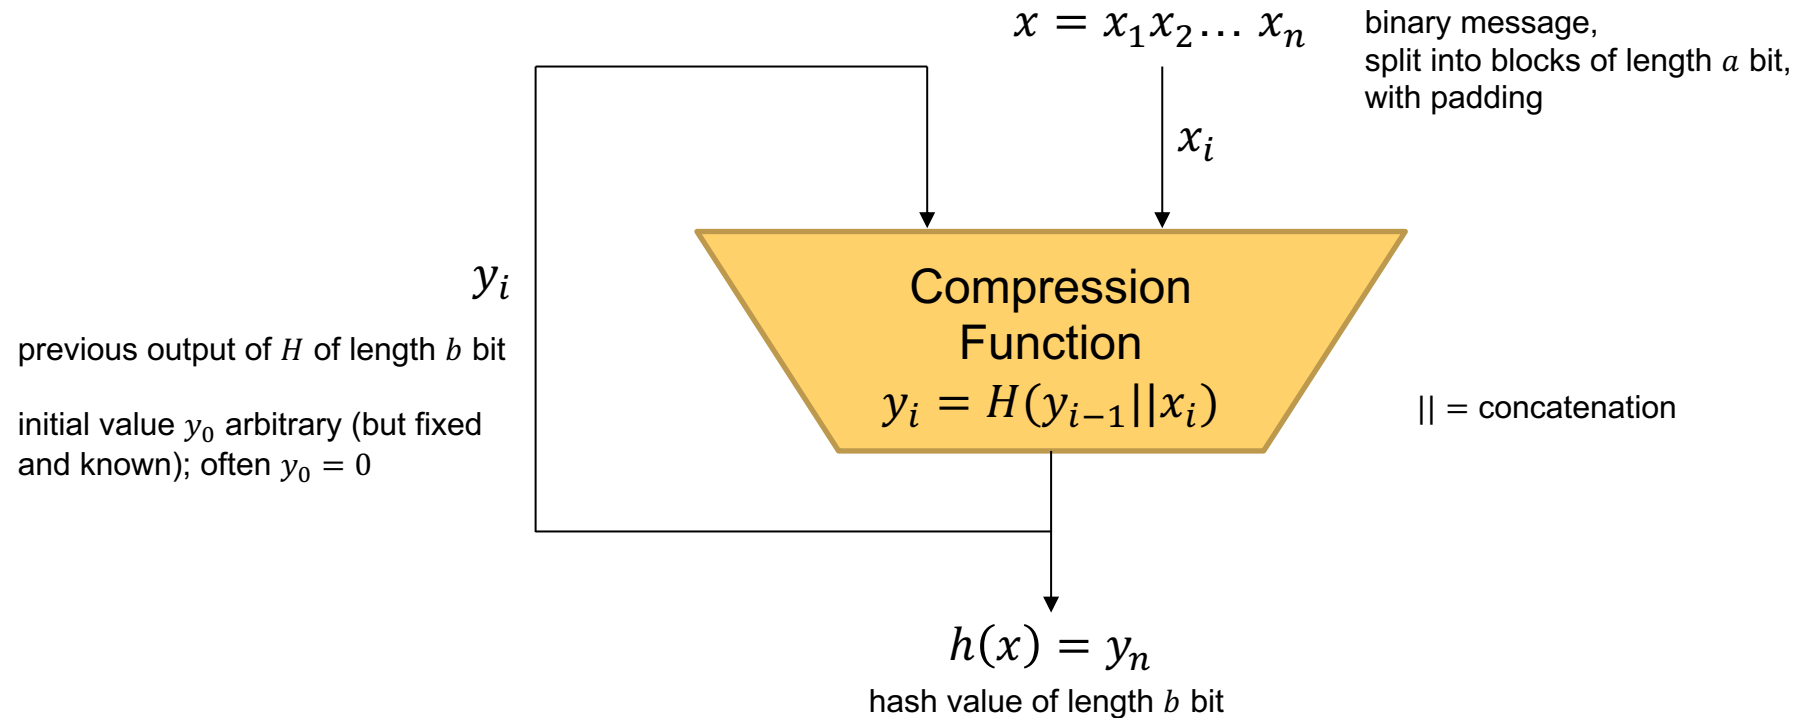 x = x₁x₂… xₙ
binary message,
split into blocks of length a bit,
with padding
xᵢ
yᵢ
previous output of H of length b bit
initial value y₀ arbitrary (but fixed
and known); often y₀ = 0
Compression
Function
yᵢ = H(yᵢ₋₁||xᵢ)
|| = concatenation
h(x) = yₙ
hash value of length b bit